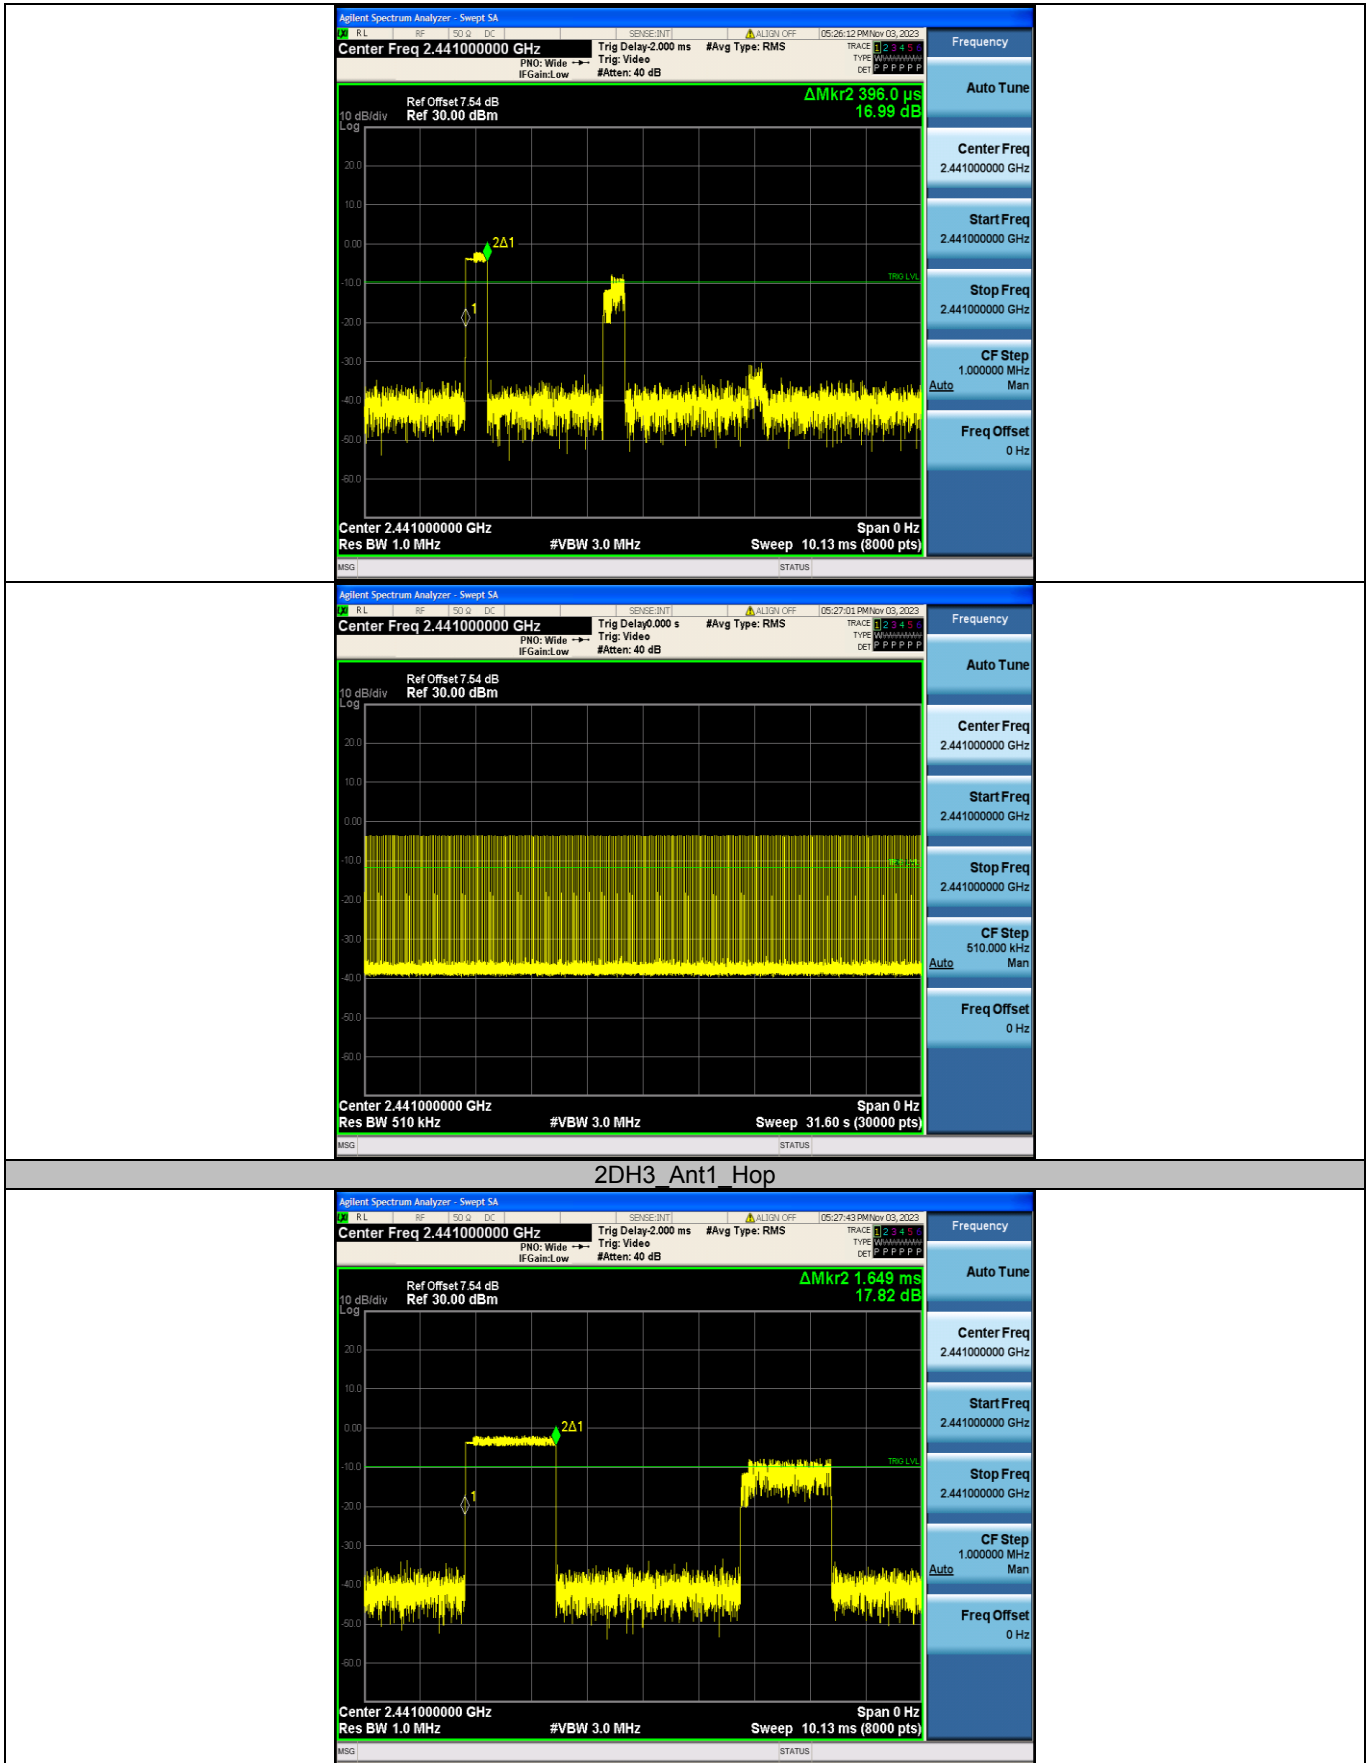 Agilent Spectrum Analyzer - Swept SA
LXI RL RF 50 Ω DC SENSE:INT ALIGN OFF 05:26:12 PM Nov 03, 2023
Center Freq 2.441000000 GHz Trig Delay-2.000 ms #Avg Type: RMS TRACE 1 2 3 4 5 6
PNO: Wide Trig: Video TYPE
IFGain:Low #Atten: 40 dB DET P P P P P P
Frequency
Auto Tune
Center Freq
2.441000000 GHz
Start Freq
2.441000000 GHz
Stop Freq
2.441000000 GHz
CF Step
1.000000 MHz
Auto Man
Freq Offset
0 Hz
ΔMkr2 396.0 µs
16.99 dB
Ref Offset 7.54 dB
10 dB/div Ref 30.00 dBm
Log
20.0
10.0
0.00
2Δ1
TRIG LVL
-10.0
1
-20.0
-30.0
-40.0
-50.0
-60.0
Center 2.441000000 GHz Span 0 Hz
Res BW 1.0 MHz #VBW 3.0 MHz Sweep 10.13 ms (8000 pts)
MSG STATUS
Agilent Spectrum Analyzer - Swept SA
LXI RL RF 50 Ω DC SENSE:INT ALIGN OFF 05:27:01 PM Nov 03, 2023
Center Freq 2.441000000 GHz Trig Delay0.000 s #Avg Type: RMS TRACE 1 2 3 4 5 6
PNO: Wide Trig: Video TYPE
IFGain:Low #Atten: 40 dB DET P P P P P P
Frequency
Auto Tune
Center Freq
2.441000000 GHz
Start Freq
2.441000000 GHz
Stop Freq
2.441000000 GHz
CF Step
510.000 kHz
Auto Man
Freq Offset
0 Hz
Ref Offset 7.54 dB
10 dB/div Ref 30.00 dBm
Log
20.0
10.0
0.00
-10.0
-20.0
-30.0
-40.0
-50.0
-60.0
Center 2.441000000 GHz Span 0 Hz
Res BW 510 kHz #VBW 3.0 MHz Sweep 31.60 s (30000 pts)
MSG STATUS
2DH3_Ant1_Hop
Agilent Spectrum Analyzer - Swept SA
LXI RL RF 50 Ω DC SENSE:INT ALIGN OFF 05:27:43 PM Nov 03, 2023
Center Freq 2.441000000 GHz Trig Delay-2.000 ms #Avg Type: RMS TRACE 1 2 3 4 5 6
PNO: Wide Trig: Video TYPE
IFGain:Low #Atten: 40 dB DET P P P P P P
Frequency
Auto Tune
Center Freq
2.441000000 GHz
Start Freq
2.441000000 GHz
Stop Freq
2.441000000 GHz
CF Step
1.000000 MHz
Auto Man
Freq Offset
0 Hz
ΔMkr2 1.649 ms
17.82 dB
Ref Offset 7.54 dB
10 dB/div Ref 30.00 dBm
Log
20.0
10.0
0.00
2Δ1
TRIG LVL
-10.0
1
-20.0
-30.0
-40.0
-50.0
-60.0
Center 2.441000000 GHz Span 0 Hz
Res BW 1.0 MHz #VBW 3.0 MHz Sweep 10.13 ms (8000 pts)
MSG STATUS